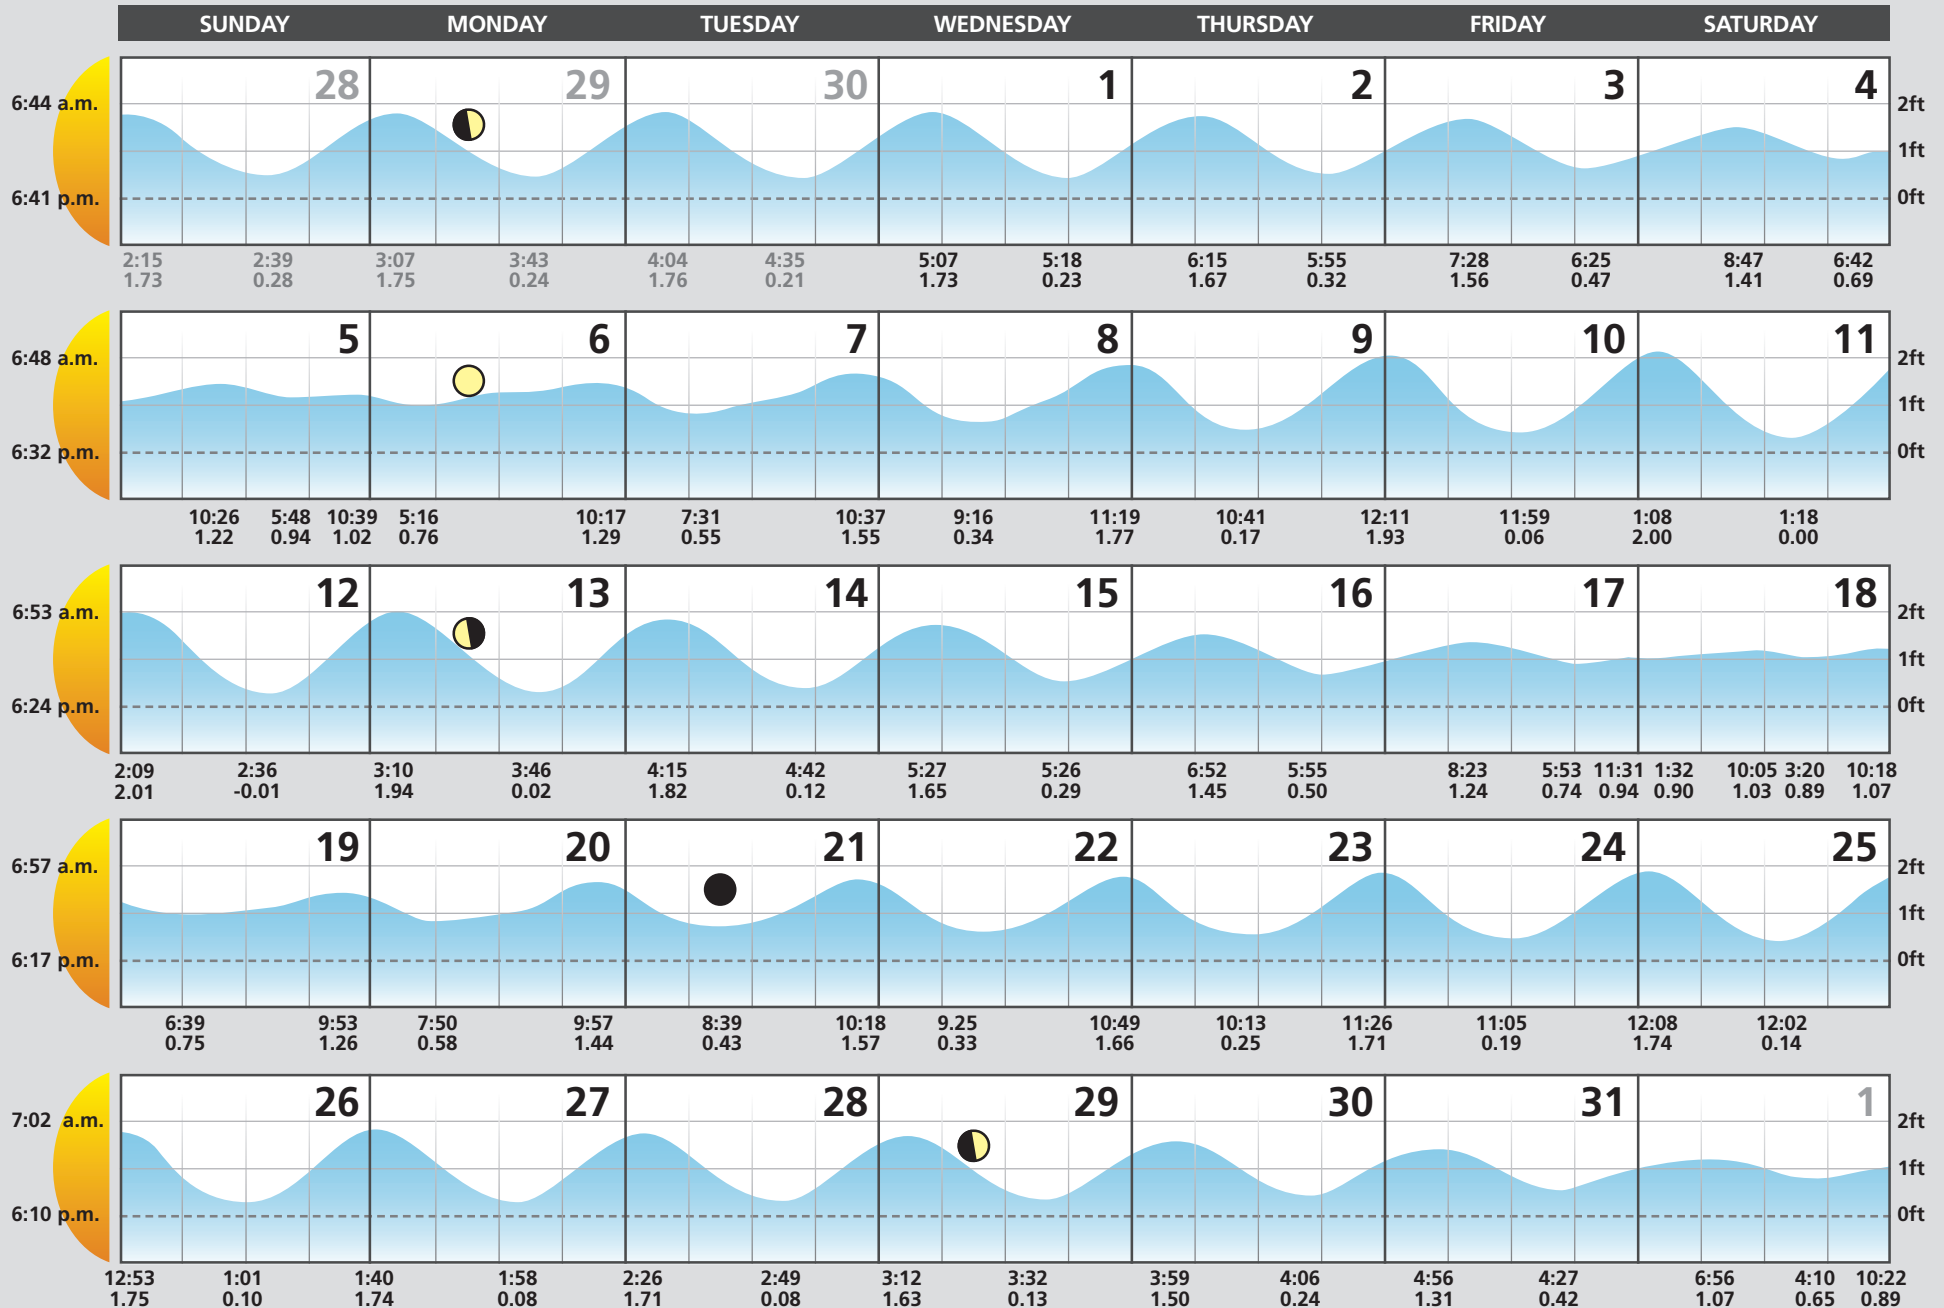 SUNDAY MONDAY TUESDAY WEDNESDAY THURSDAY FRIDAY SATURDAY
28 29 30 1 2 3 4
6:44 a.m. 2ft
1ft
6:41 p.m. 0ft
2:15 2:39 3:07 3:43 4:04 4:35 5:07 5:18 6:15 5:55 7:28 6:25 8:47 6:42
1.73 0.28 1.75 0.24 1.76 0.21 1.73 0.23 1.67 0.32 1.56 0.47 1.41 0.69
5 6 7 8 9 10 11
6:48 a.m. 2ft
1ft
6:32 p.m. 0ft
10:26 5:48 10:39 5:16 10:17 7:31 10:37 9:16 11:19 10:41 12:11 11:59 1:08 1:18
1.22 0.94 1.02 0.76 1.29 0.55 1.55 0.34 1.77 0.17 1.93 0.06 2.00 0.00
12 13 14 15 16 17 18
6:53 a.m. 2ft
1ft
6:24 p.m. 0ft
2:09 2:36 3:10 3:46 4:15 4:42 5:27 5:26 6:52 5:55 8:23 5:53 11:31 1:32 10:05 3:20 10:18
2.01 -0.01 1.94 0.02 1.82 0.12 1.65 0.29 1.45 0.50 1.24 0.74 0.94 0.90 1.03 0.89 1.07
19 20 21 22 23 24 25
6:57 a.m. 2ft
1ft
6:17 p.m. 0ft
6:39 9:53 7:50 9:57 8:39 10:18 9.25 10:49 10:13 11:26 11:05 12:08 12:02
0.75 1.26 0.58 1.44 0.43 1.57 0.33 1.66 0.25 1.71 0.19 1.74 0.14
26 27 28 29 30 31 1
7:02 a.m. 2ft
1ft
6:10 p.m. 0ft
12:53 1:01 1:40 1:58 2:26 2:49 3:12 3:32 3:59 4:06 4:56 4:27 6:56 4:10 10:22
1.75 0.10 1.74 0.08 1.71 0.08 1.63 0.13 1.50 0.24 1.31 0.42 1.07 0.65 0.89